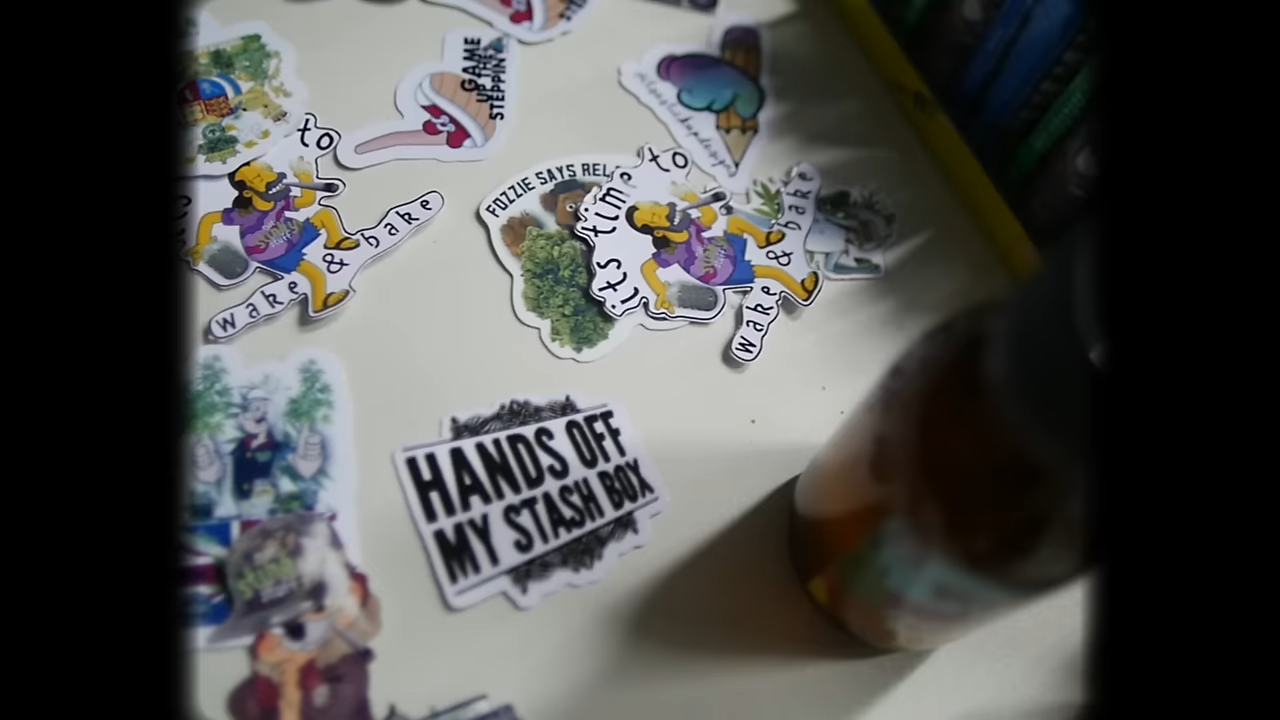 GAME
UP THE
STEPPIN'
to
wake
& bake
FOZZIE SAYS REL
its time to
wake & bake
HANDS OFF
MY STASH BOX